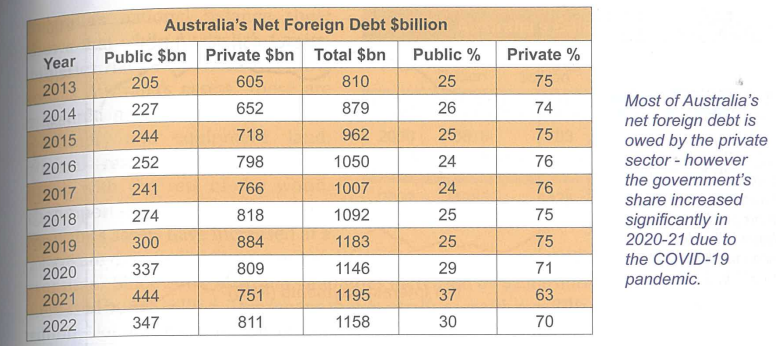 Australia's Net Foreign Debt $billion
Year Public $bn Private $bn Total $bn Public % Private %
2013 205 605 810 25 75
2014 227 652 879 26 74
2015 244 718 962 25 75
2016 252 798 1050 24 76
2017 241 766 1007 24 76
2018 274 818 1092 25 75
2019 300 884 1183 25 75
2020 337 809 1146 29 71
2021 444 751 1195 37 63
2022 347 811 1158 30 70
Most of Australia's
net foreign debt is
owed by the private
sector - however
the government's
share increased
significantly in
2020-21 due to
the COVID-19
pandemic.